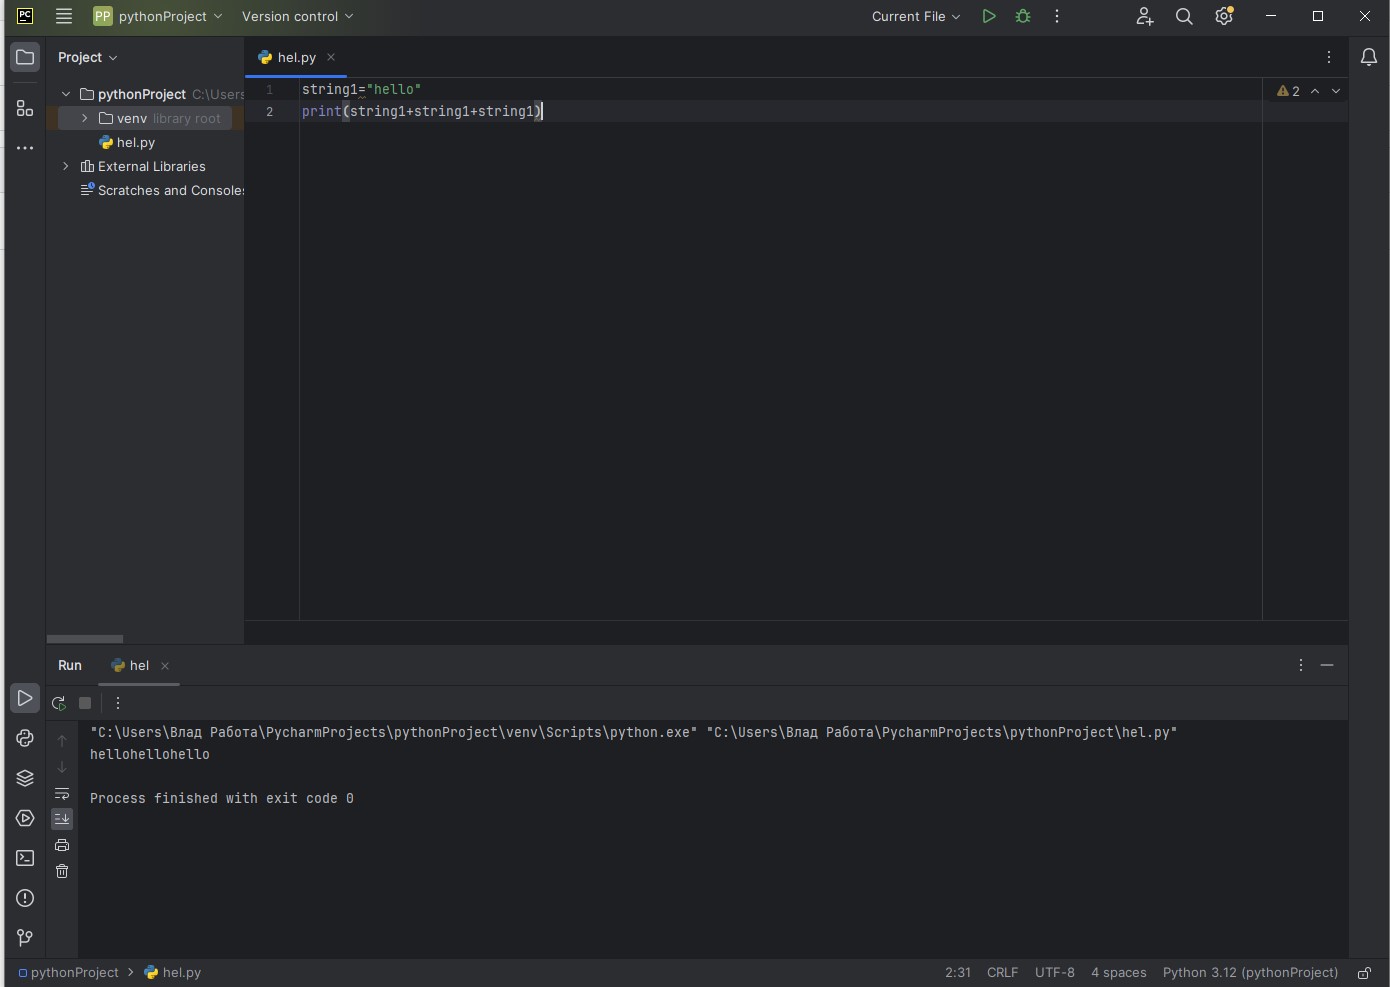 PC
PP pythonProject Version control Current File
Project
hel.py
pythonProject C:\Users
venv library root
hel.py
External Libraries
Scratches and Consoles
1 string1="hello"
2 print(string1+string1+string1)
2
Run hel
"C:\Users\Влад Работа\PycharmProjects\pythonProject\venv\Scripts\python.exe" "C:\Users\Влад Работа\PycharmProjects\pythonProject\hel.py"
hellohellohello
Process finished with exit code 0
pythonProject hel.py 2:31 CRLF UTF-8 4 spaces Python 3.12 (pythonProject)